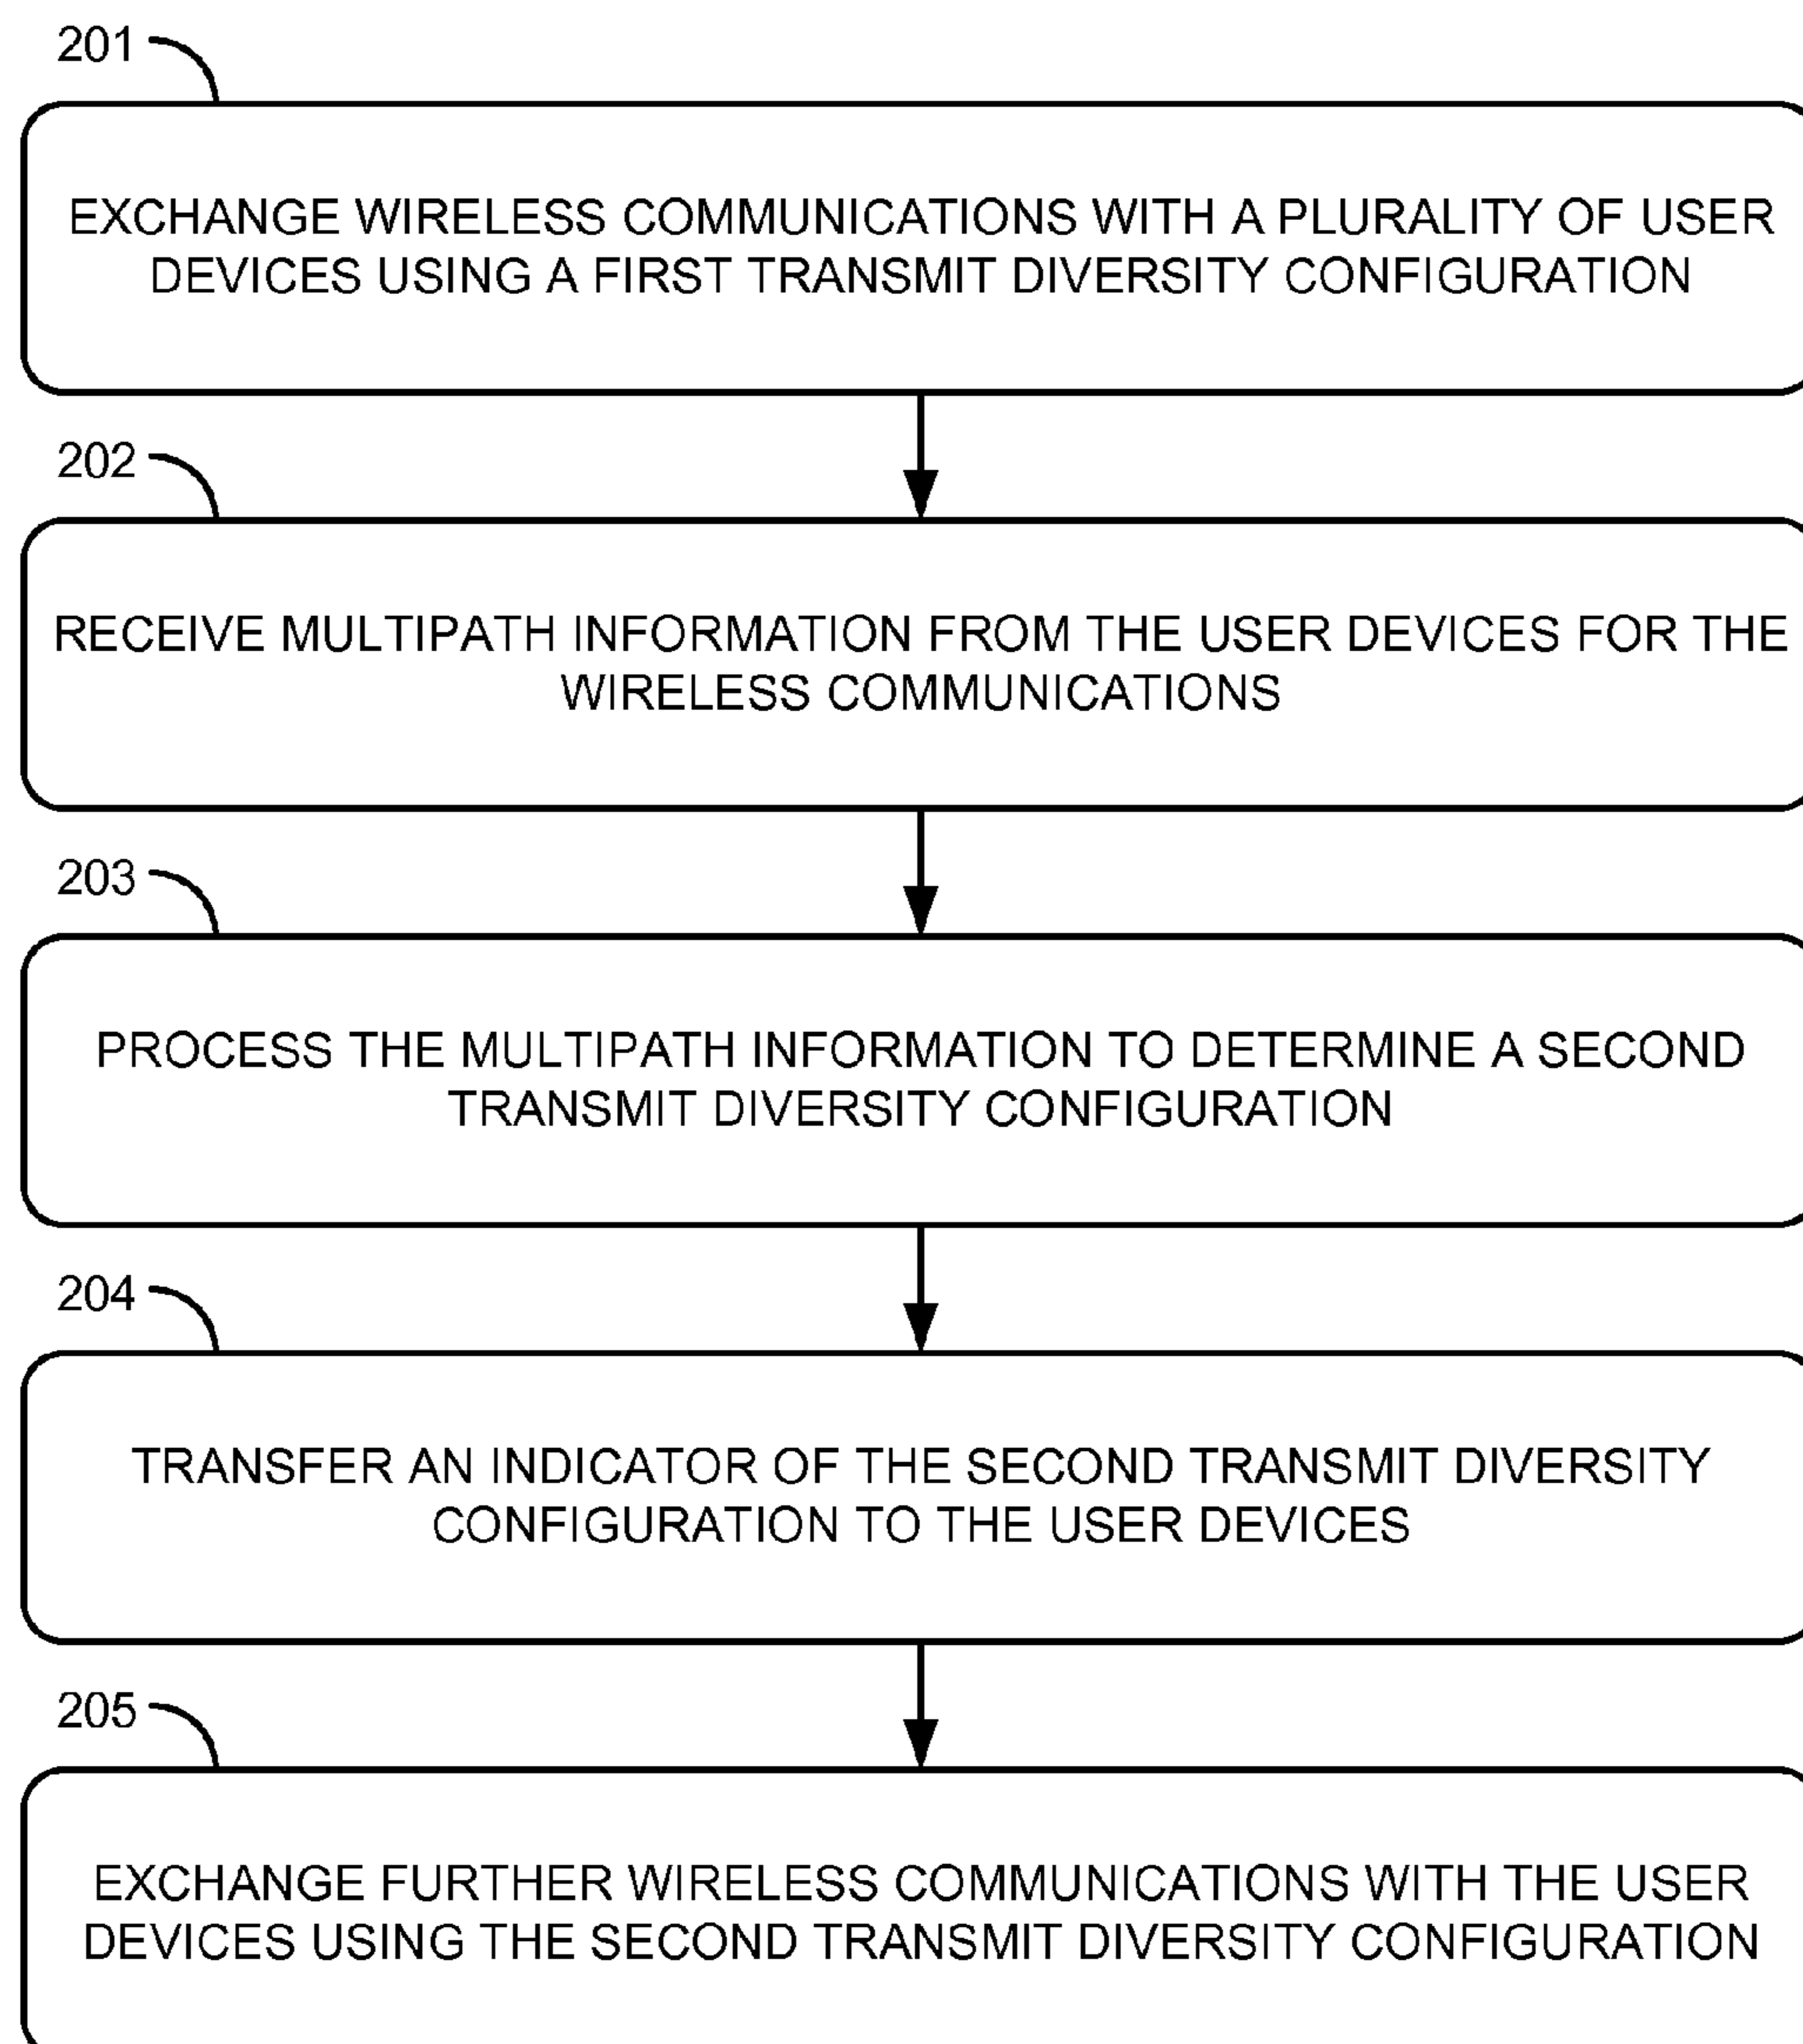 201
EXCHANGE WIRELESS COMMUNICATIONS WITH A PLURALITY OF USER
DEVICES USING A FIRST TRANSMIT DIVERSITY CONFIGURATION
202
RECEIVE MULTIPATH INFORMATION FROM THE USER DEVICES FOR THE
WIRELESS COMMUNICATIONS
203
PROCESS THE MULTIPATH INFORMATION TO DETERMINE A SECOND
TRANSMIT DIVERSITY CONFIGURATION
204
TRANSFER AN INDICATOR OF THE SECOND TRANSMIT DIVERSITY
CONFIGURATION TO THE USER DEVICES
205
EXCHANGE FURTHER WIRELESS COMMUNICATIONS WITH THE USER
DEVICES USING THE SECOND TRANSMIT DIVERSITY CONFIGURATION